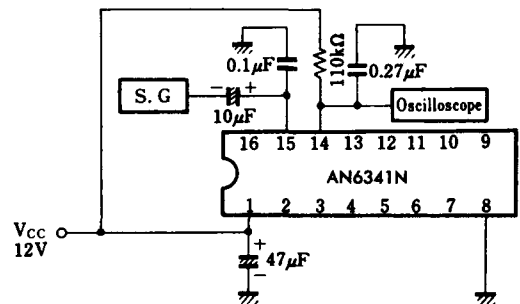 0.1μF
110kΩ
0.27μF
S. G
− +
10μF
Oscilloscope
16 15 14 13 12 11 10 9
AN6341N
1 2 3 4 5 6 7 8
VCC
12V
+
47μF
−